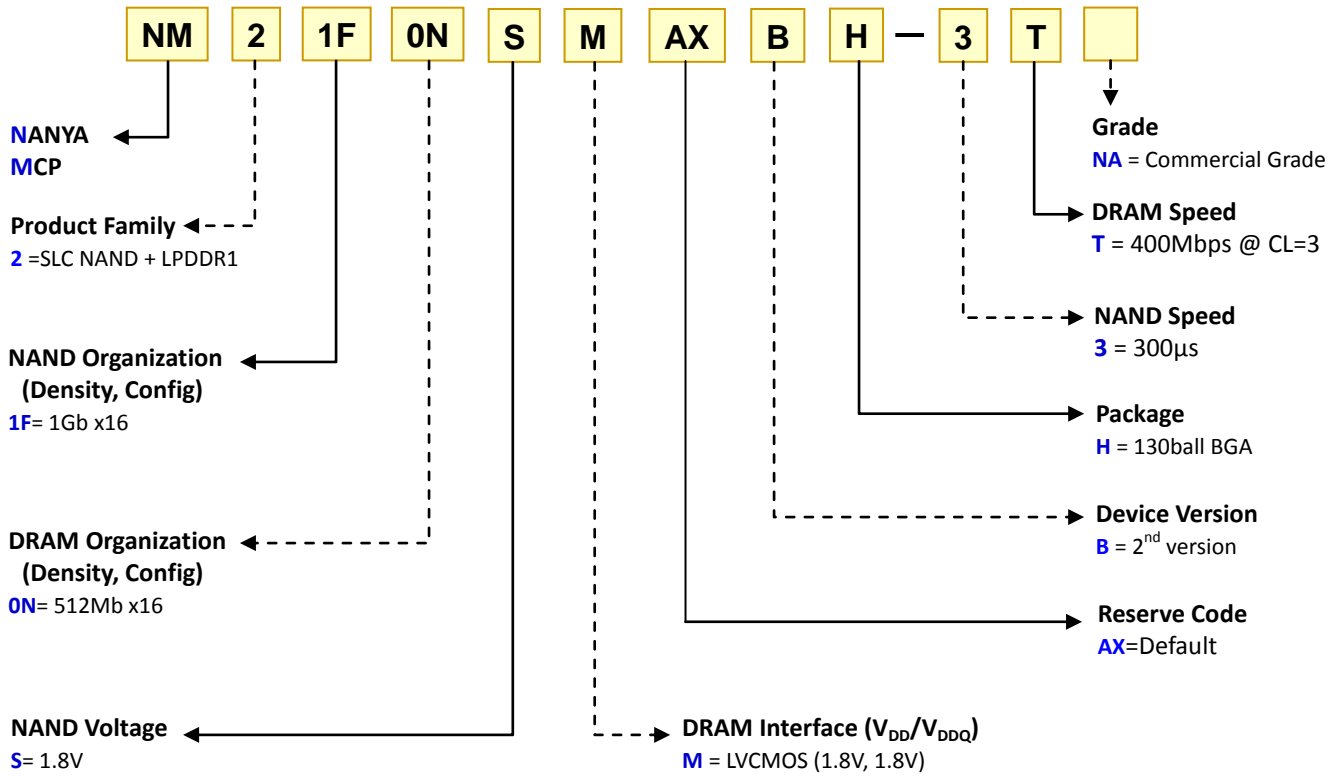 NM 2 1F 0N S M AX B H — 3 T
NANYA
MCP
Product Family
2 =SLC NAND + LPDDR1
NAND Organization
(Density, Config)
1F= 1Gb x16
DRAM Organization
(Density, Config)
0N= 512Mb x16
NAND Voltage
S= 1.8V
DRAM Interface (VDD/VDDQ)
M = LVCMOS (1.8V, 1.8V)
Grade
NA = Commercial Grade
DRAM Speed
T = 400Mbps @ CL=3
NAND Speed
3 = 300µs
Package
H = 130ball BGA
Device Version
B = 2nd version
Reserve Code
AX=Default